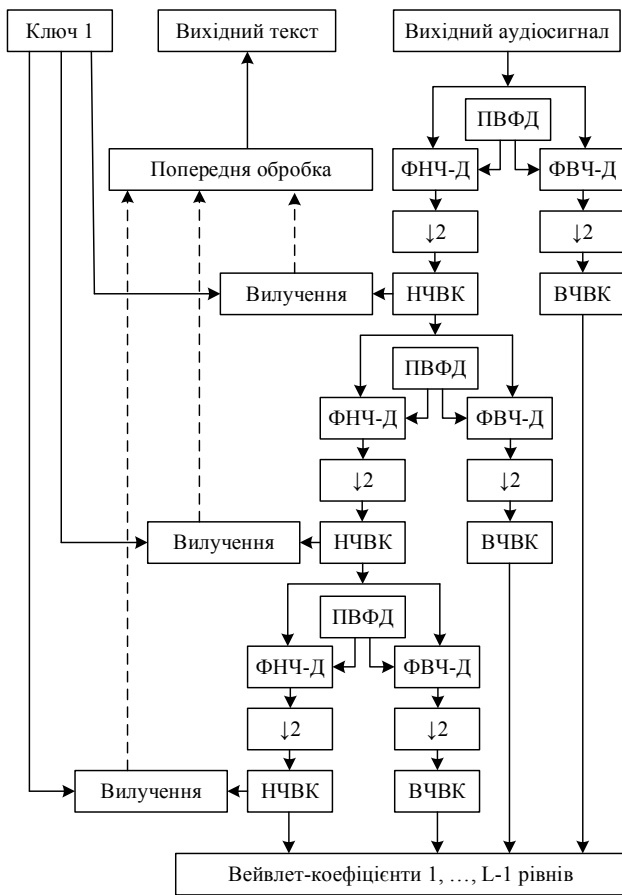 Ключ 1
Вихідний текст
Вихідний аудіосигнал
ПВФД
Попередня обробка
ФНЧ-Д
ФВЧ-Д
↓2
↓2
Вилучення
НЧВК
ВЧВК
ПВФД
ФНЧ-Д
ФВЧ-Д
↓2
↓2
Вилучення
НЧВК
ВЧВК
ПВФД
ФНЧ-Д
ФВЧ-Д
↓2
↓2
Вилучення
НЧВК
ВЧВК
Вейвлет-коефіцієнти 1, …, L-1 рівнів